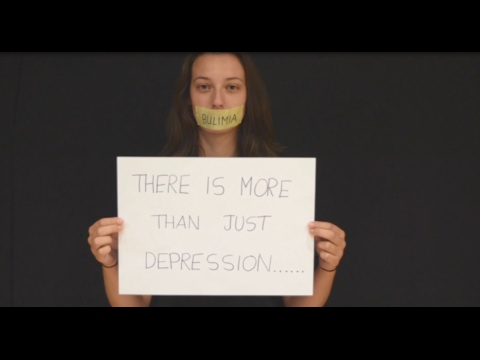 BULIMIA
THERE IS MORE
THAN JUST
DEPRESSION......